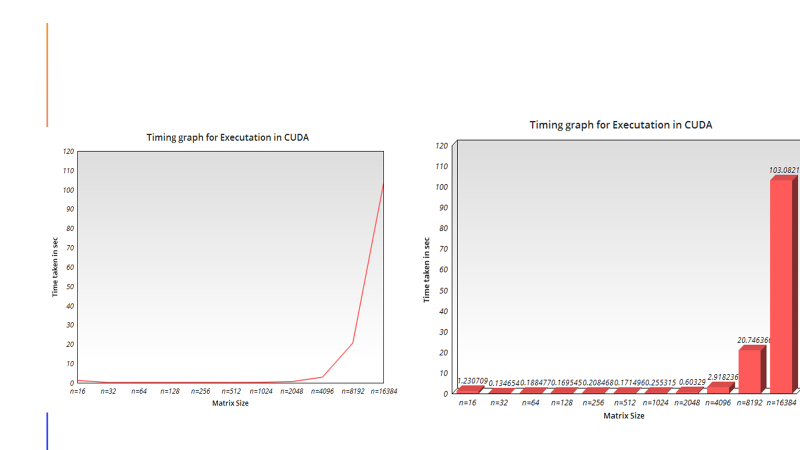 Timing graph for Executation in CUDA
120
110
100
90
80
70
60
50
40
30
20
10
0
Time taken in sec
n=16 n=32 n=64 n=128 n=256 n=512 n=1024 n=2048 n=4096 n=8192 n=16384
Matrix Size
Timing graph for Executation in CUDA
120
110
100
90
80
70
60
50
40
30
20
10
0
Time taken in sec
1.230709 0.134654 0.188477 0.169545 0.208468 0.171496 0.255315 0.60329 2.918236 20.746366 103.0821
n=16 n=32 n=64 n=128 n=256 n=512 n=1024 n=2048 n=4096 n=8192 n=16384
Matrix Size